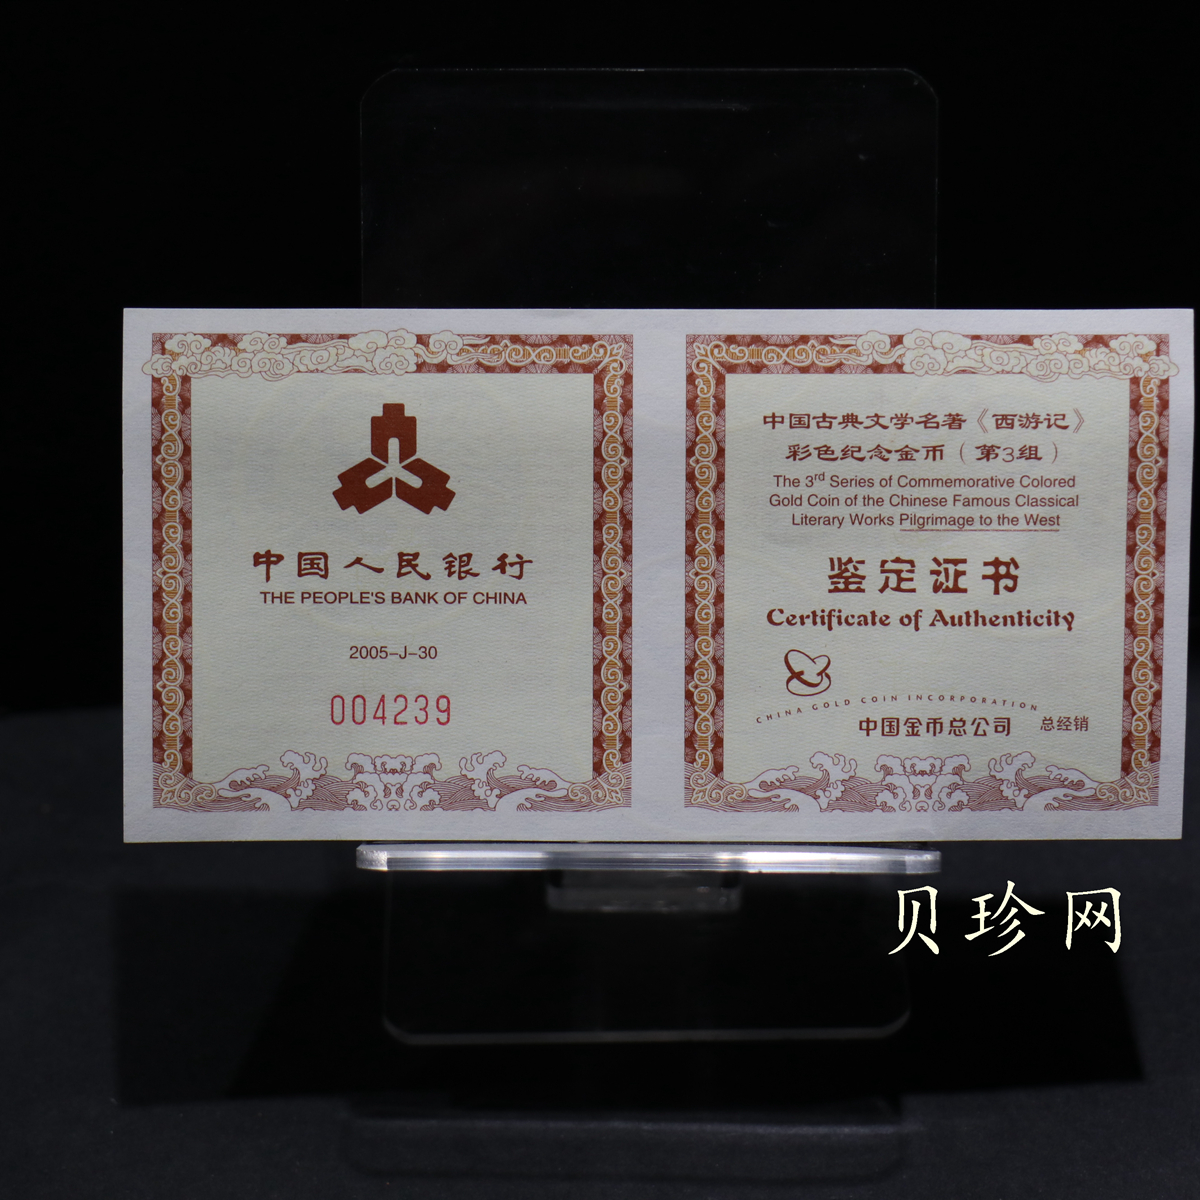 中国人民银行
THE PEOPLE'S BANK OF CHINA
2005-J-30
004239
中国古典文学名著《西游记》
彩色纪念金币（第3组）
The 3rd Series of Commemorative Colored
Gold Coin of the Chinese Famous Classical
Literary Works Pilgrimage to the West
鉴定证书
Certificate of Authenticity
CHINA GOLD COIN INCORPORATION
中国金币总公司 总经销
贝珍网